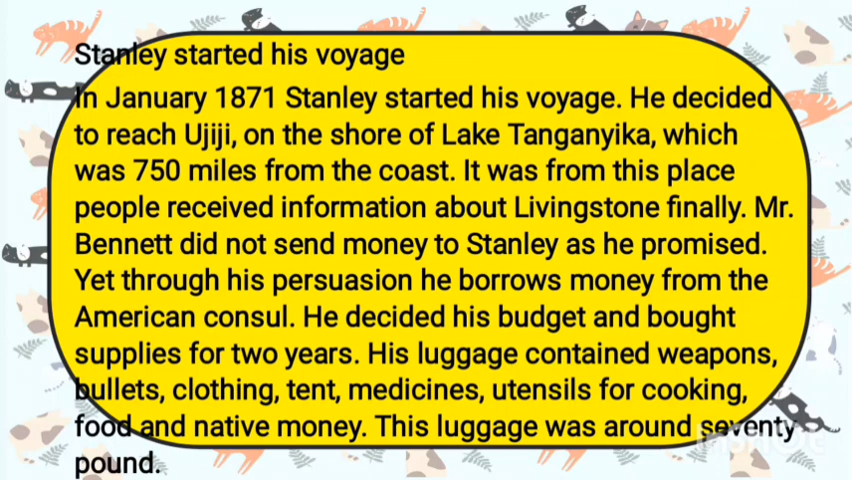 Stanley started his voyage
In January 1871 Stanley started his voyage. He decided
to reach Ujiji, on the shore of Lake Tanganyika, which
was 750 miles from the coast. It was from this place
people received information about Livingstone finally. Mr.
Bennett did not send money to Stanley as he promised.
Yet through his persuasion he borrows money from the
American consul. He decided his budget and bought
supplies for two years. His luggage contained weapons,
bullets, clothing, tent, medicines, utensils for cooking,
food and native money. This luggage was around seventy
pound.
InShOt